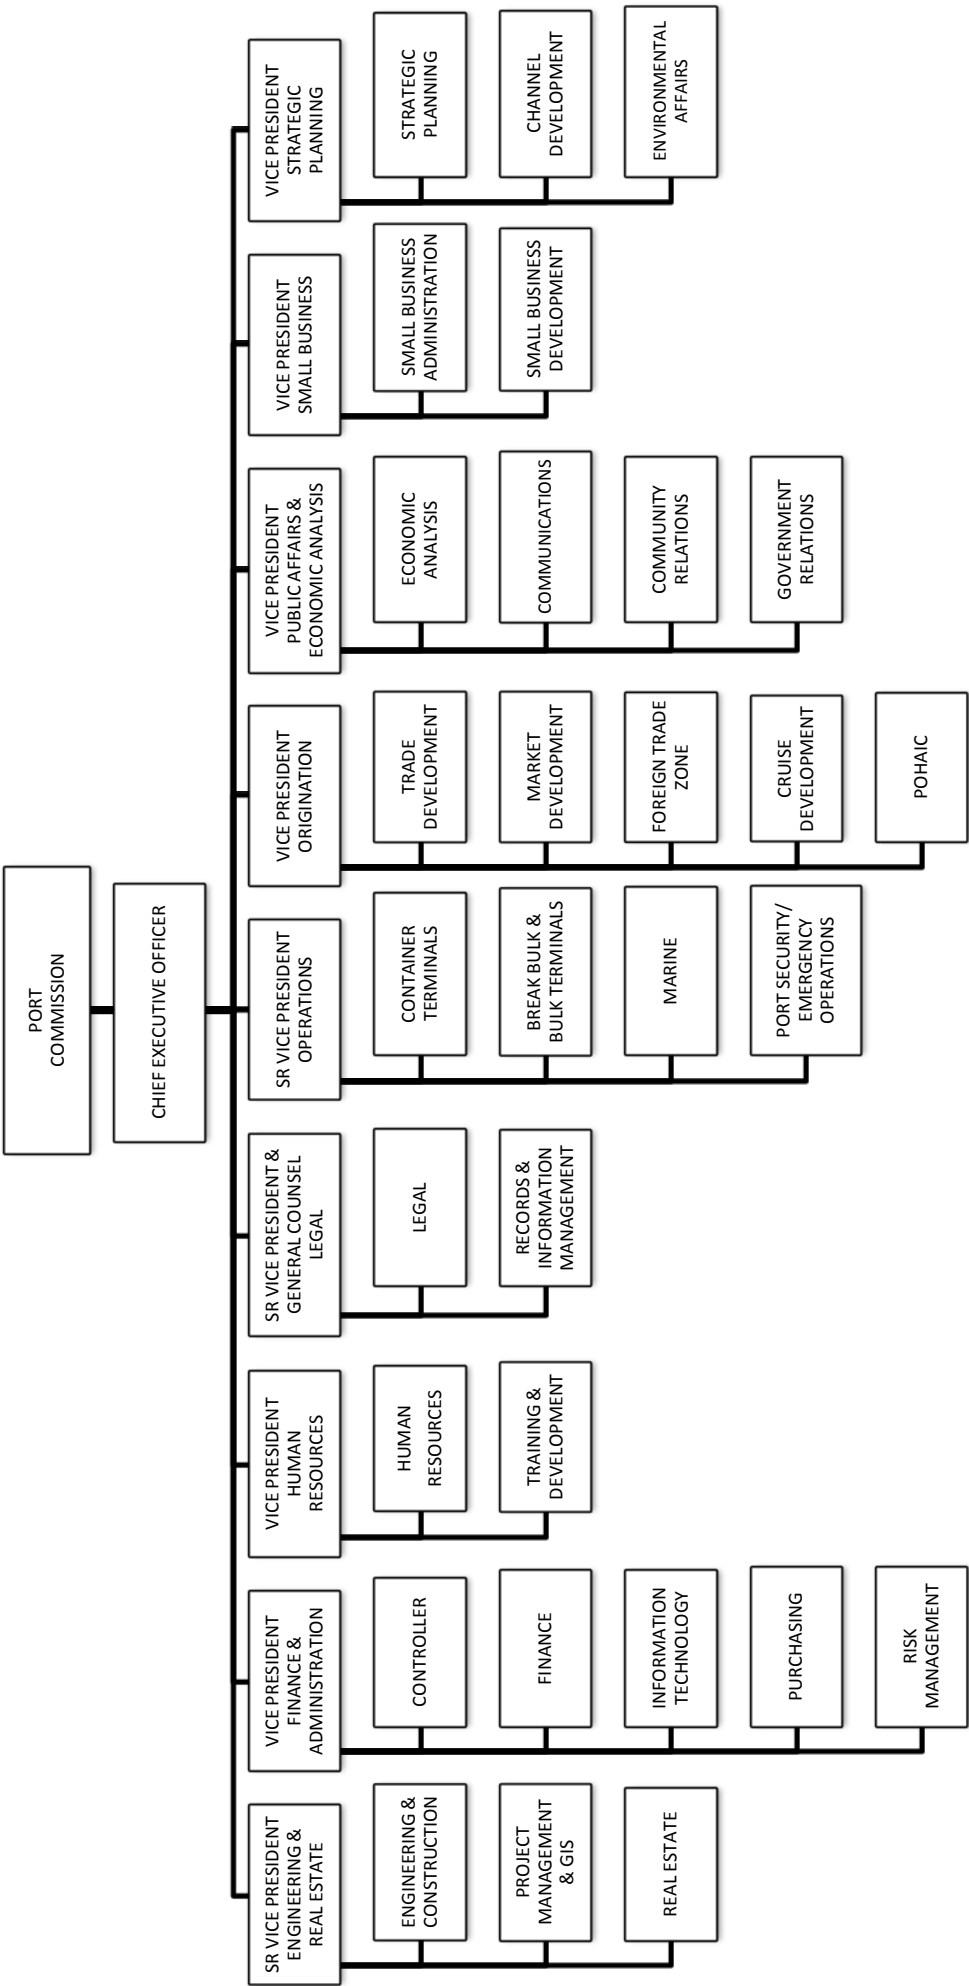 PORT
COMMISSION
CHIEF EXECUTIVE OFFICER
SR VICE PRESIDENT
ENGINEERING &
REAL ESTATE
ENGINEERING &
CONSTRUCTION
PROJECT
MANAGEMENT
& GIS
REAL ESTATE
VICE PRESIDENT
FINANCE &
ADMINISTRATION
CONTROLLER
FINANCE
INFORMATION
TECHNOLOGY
PURCHASING
RISK
MANAGEMENT
VICE PRESIDENT
HUMAN
RESOURCES
HUMAN
RESOURCES
TRAINING &
DEVELOPMENT
SR VICE PRESIDENT &
GENERAL COUNSEL
LEGAL
LEGAL
RECORDS &
INFORMATION
MANAGEMENT
SR VICE PRESIDENT
OPERATIONS
CONTAINER
TERMINALS
BREAK BULK &
BULK TERMINALS
MARINE
PORT SECURITY/
EMERGENCY
OPERATIONS
VICE PRESIDENT
ORIGINATION
TRADE
DEVELOPMENT
MARKET
DEVELOPMENT
FOREIGN TRADE
ZONE
CRUISE
DEVELOPMENT
POHAIC
VICE PRESIDENT
PUBLIC AFFAIRS &
ECONOMIC ANALYSIS
ECONOMIC
ANALYSIS
COMMUNICATIONS
COMMUNITY
RELATIONS
GOVERNMENT
RELATIONS
VICE PRESIDENT
SMALL BUSINESS
SMALL BUSINESS
ADMINISTRATION
SMALL BUSINESS
DEVELOPMENT
VICE PRESIDENT
STRATEGIC
PLANNING
STRATEGIC
PLANNING
CHANNEL
DEVELOPMENT
ENVIRONMENTAL
AFFAIRS